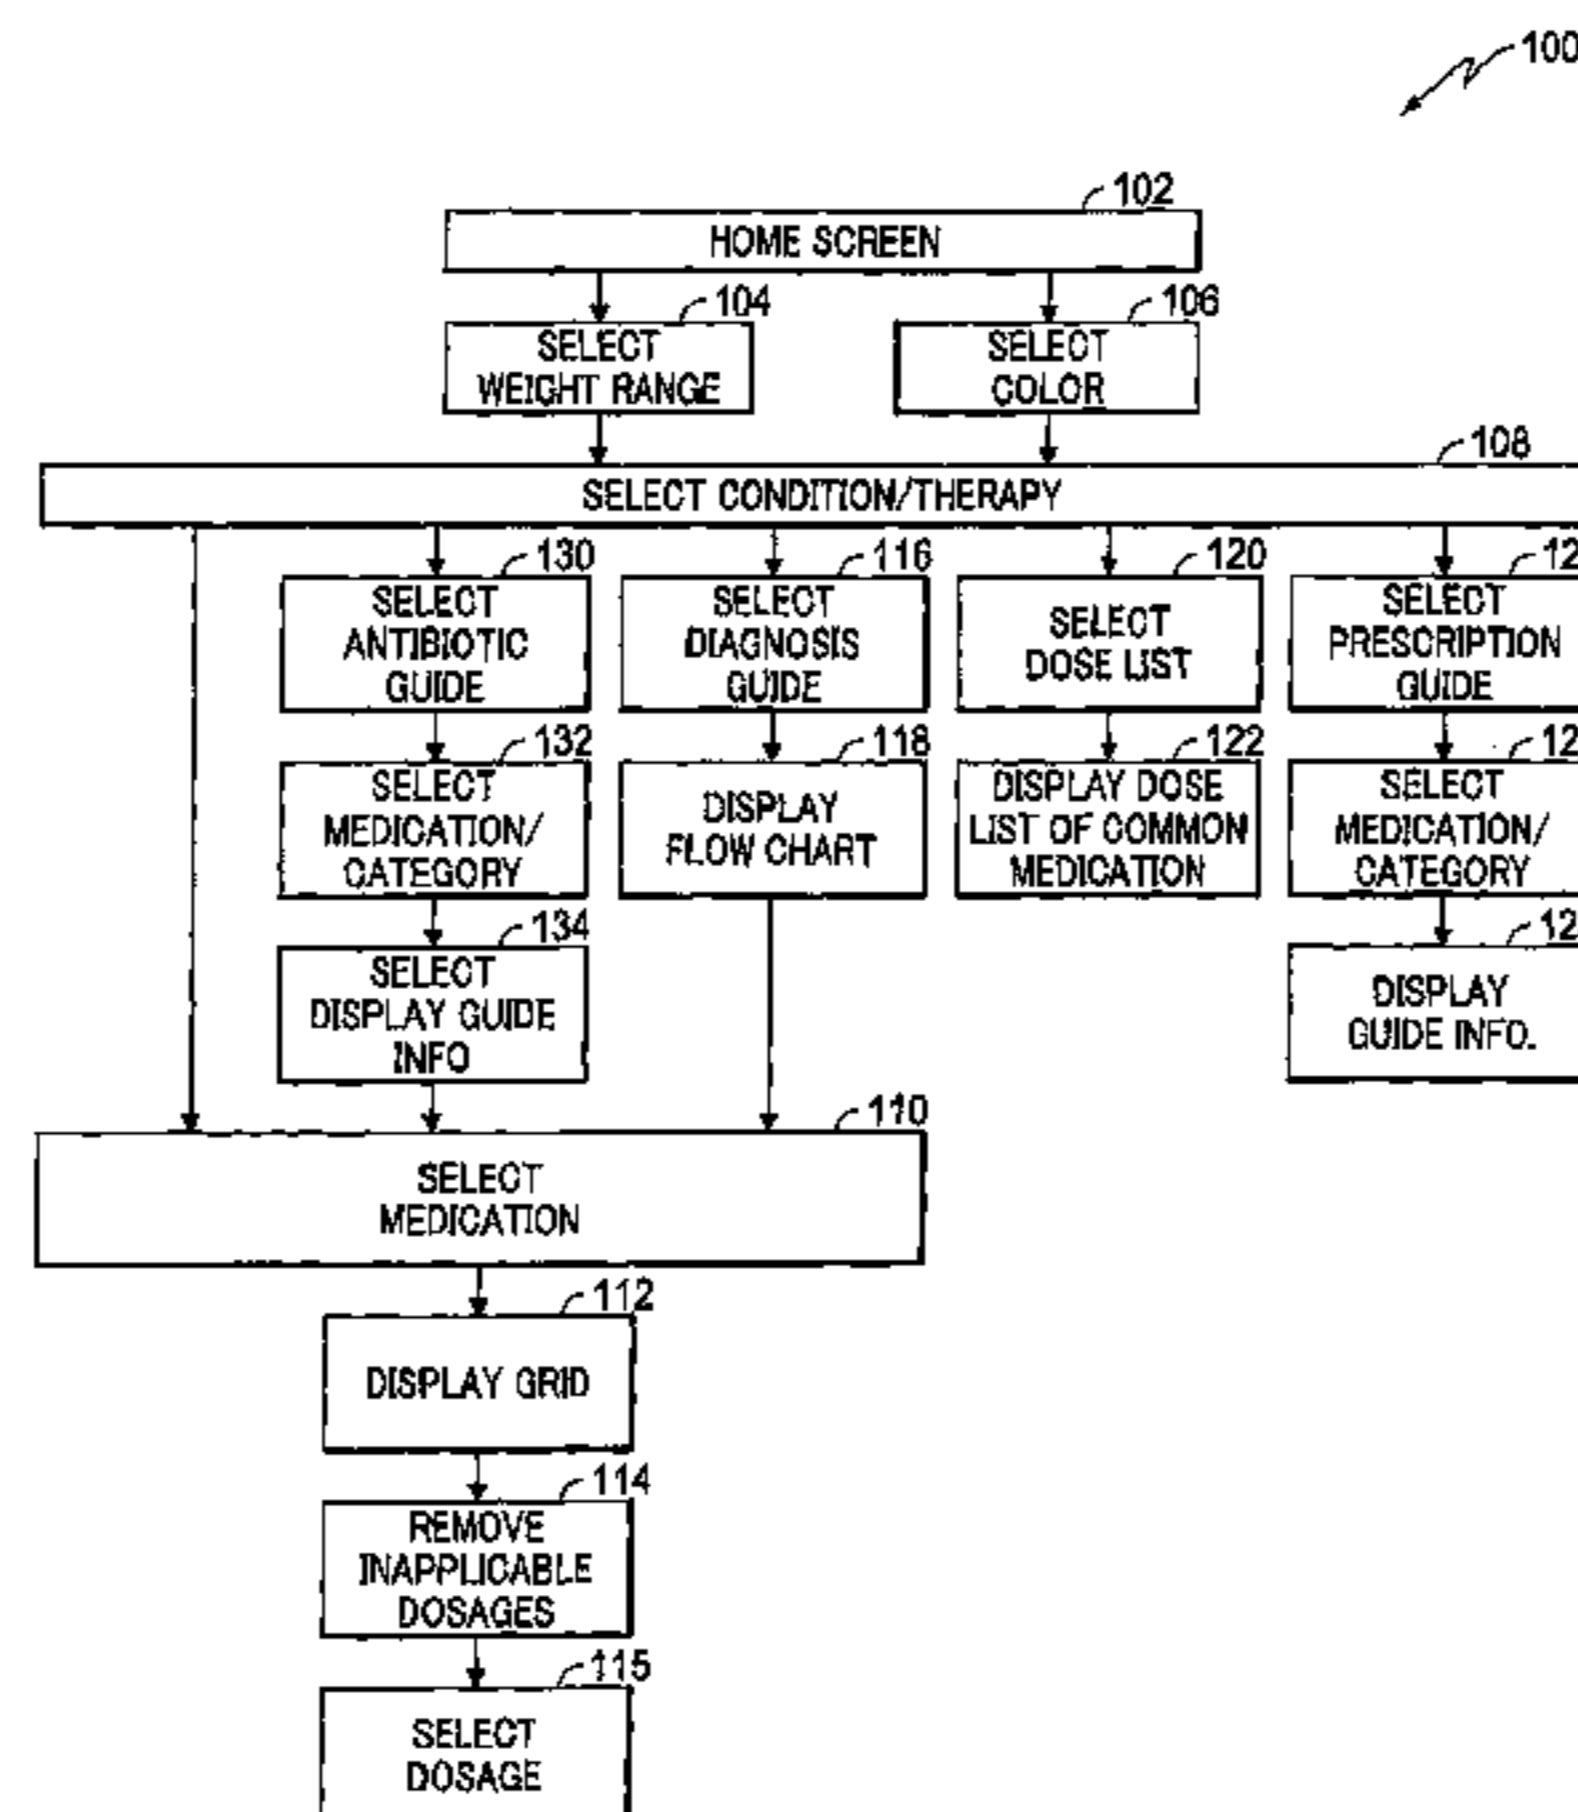 100
102
HOME SCREEN
104
106
SELECT
WEIGHT RANGE
SELECT
COLOR
108
SELECT CONDITION/THERAPY
130
116
120
12
SELECT
ANTIBIOTIC
GUIDE
SELECT
DIAGNOSIS
GUIDE
SELECT
DOSE LIST
SELECT
PRESCRIPTION
GUIDE
132
118
122
12
SELECT
MEDICATION/
CATEGORY
DISPLAY
FLOW CHART
DISPLAY DOSE
LIST OF COMMON
MEDICATION
SELECT
MEDICATION/
CATEGORY
134
12
SELECT
DISPLAY GUIDE
INFO
DISPLAY
GUIDE INFO.
110
SELECT
MEDICATION
112
DISPLAY GRID
114
REMOVE
INAPPLICABLE
DOSAGES
115
SELECT
DOSAGE